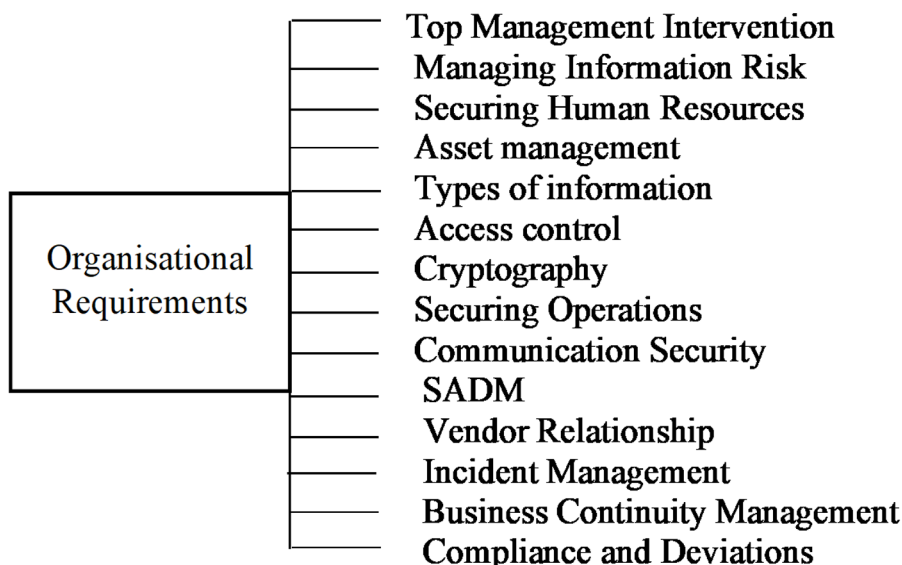 Top Management Intervention
Managing Information Risk
Securing Human Resources
Asset management
Types of information
Access control
Cryptography
Securing Operations
Communication Security
SADM
Vendor Relationship
Incident Management
Business Continuity Management
Compliance and Deviations
Organisational
Requirements